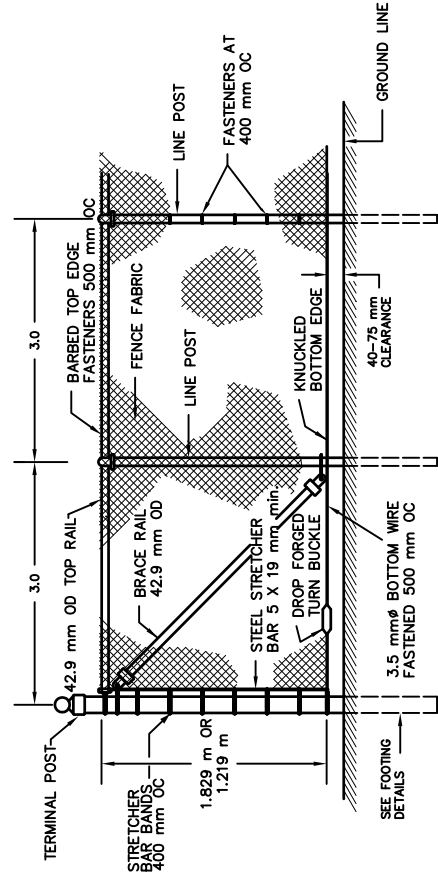 3.0
3.0
TERMINAL POST
42.9 mm OD TOP RAIL
BARBED TOP EDGE
FASTENERS 500 mm OC
BRACE RAIL
42.9 mm OD
FENCE FABRIC
LINE POST
LINE POST
FASTENERS AT
400 mm OC
STRETCHER
BAR BANDS
400 mm OC
1.829 m OR
1.219 m
STEEL STRETCHER
BAR 5 X 19 mm min.
DROP FORGED
TURN BUCKLE
KNUCKLED
BOTTOM EDGE
GROUND LINE
SEE FOOTING
DETAILS
3.5 mmø BOTTOM WIRE
FASTENED 500 mm OC
40-75 mm
CLEARANCE